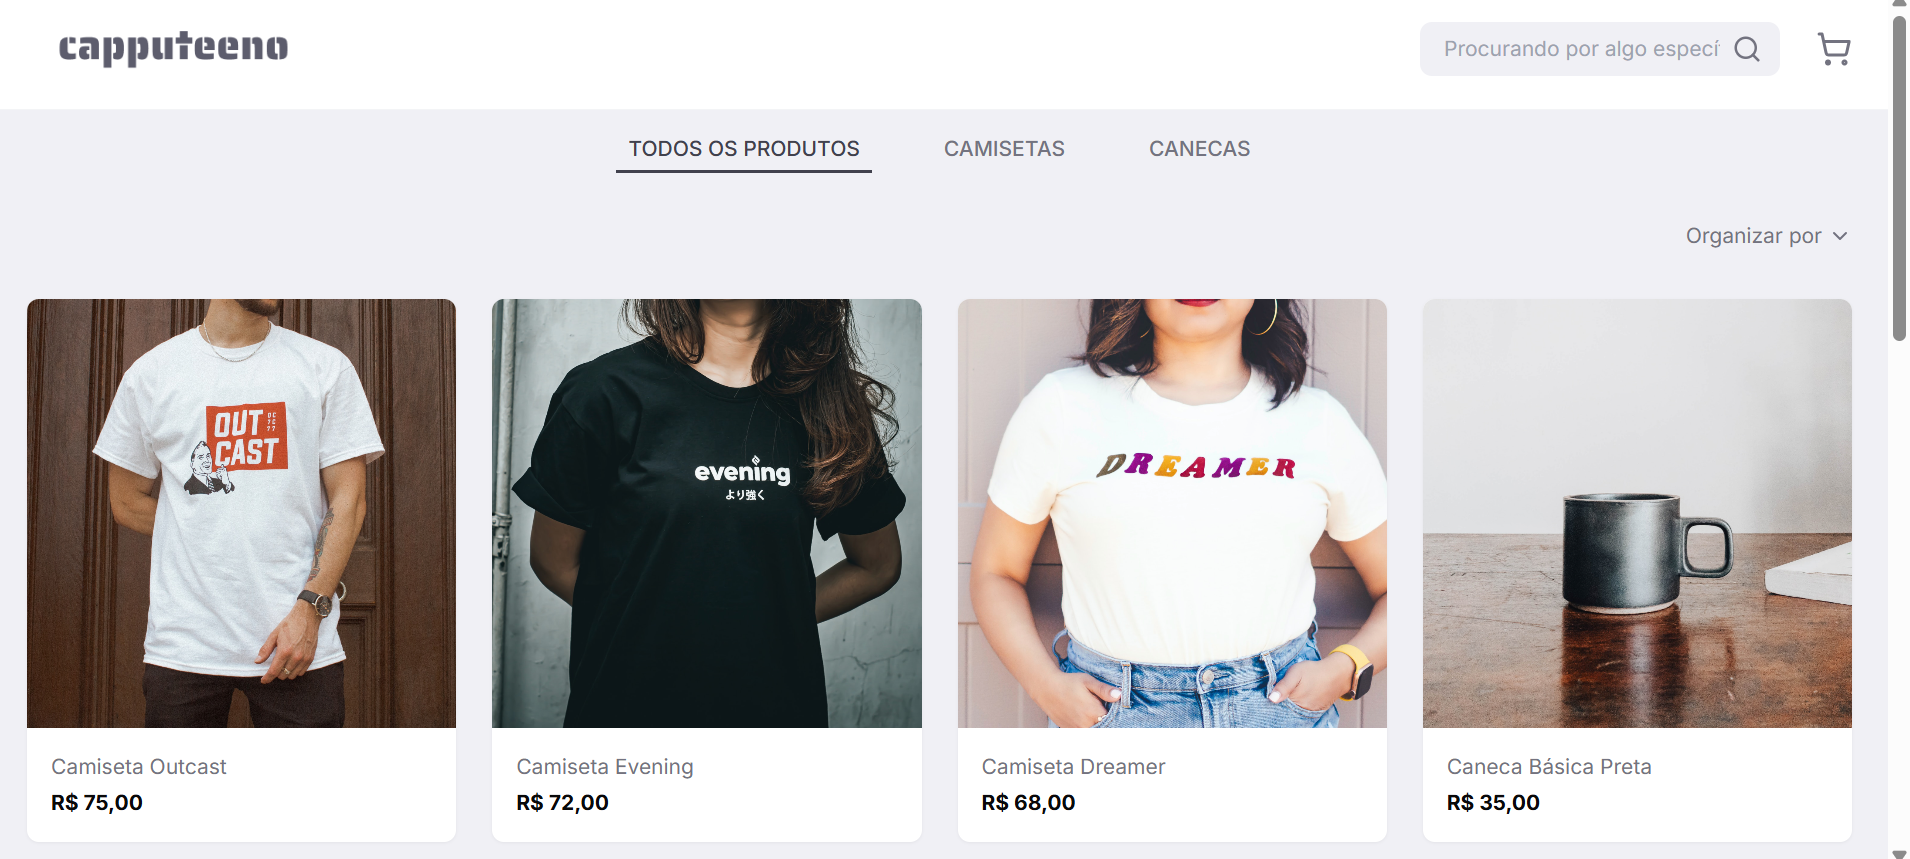 capputeeno
Procurando por algo especí
TODOS OS PRODUTOS
CAMISETAS
CANECAS
Organizar por
OUT
CAST
evening
より強く
DREAMER
Camiseta Outcast
R$ 75,00
Camiseta Evening
R$ 72,00
Camiseta Dreamer
R$ 68,00
Caneca Básica Preta
R$ 35,00